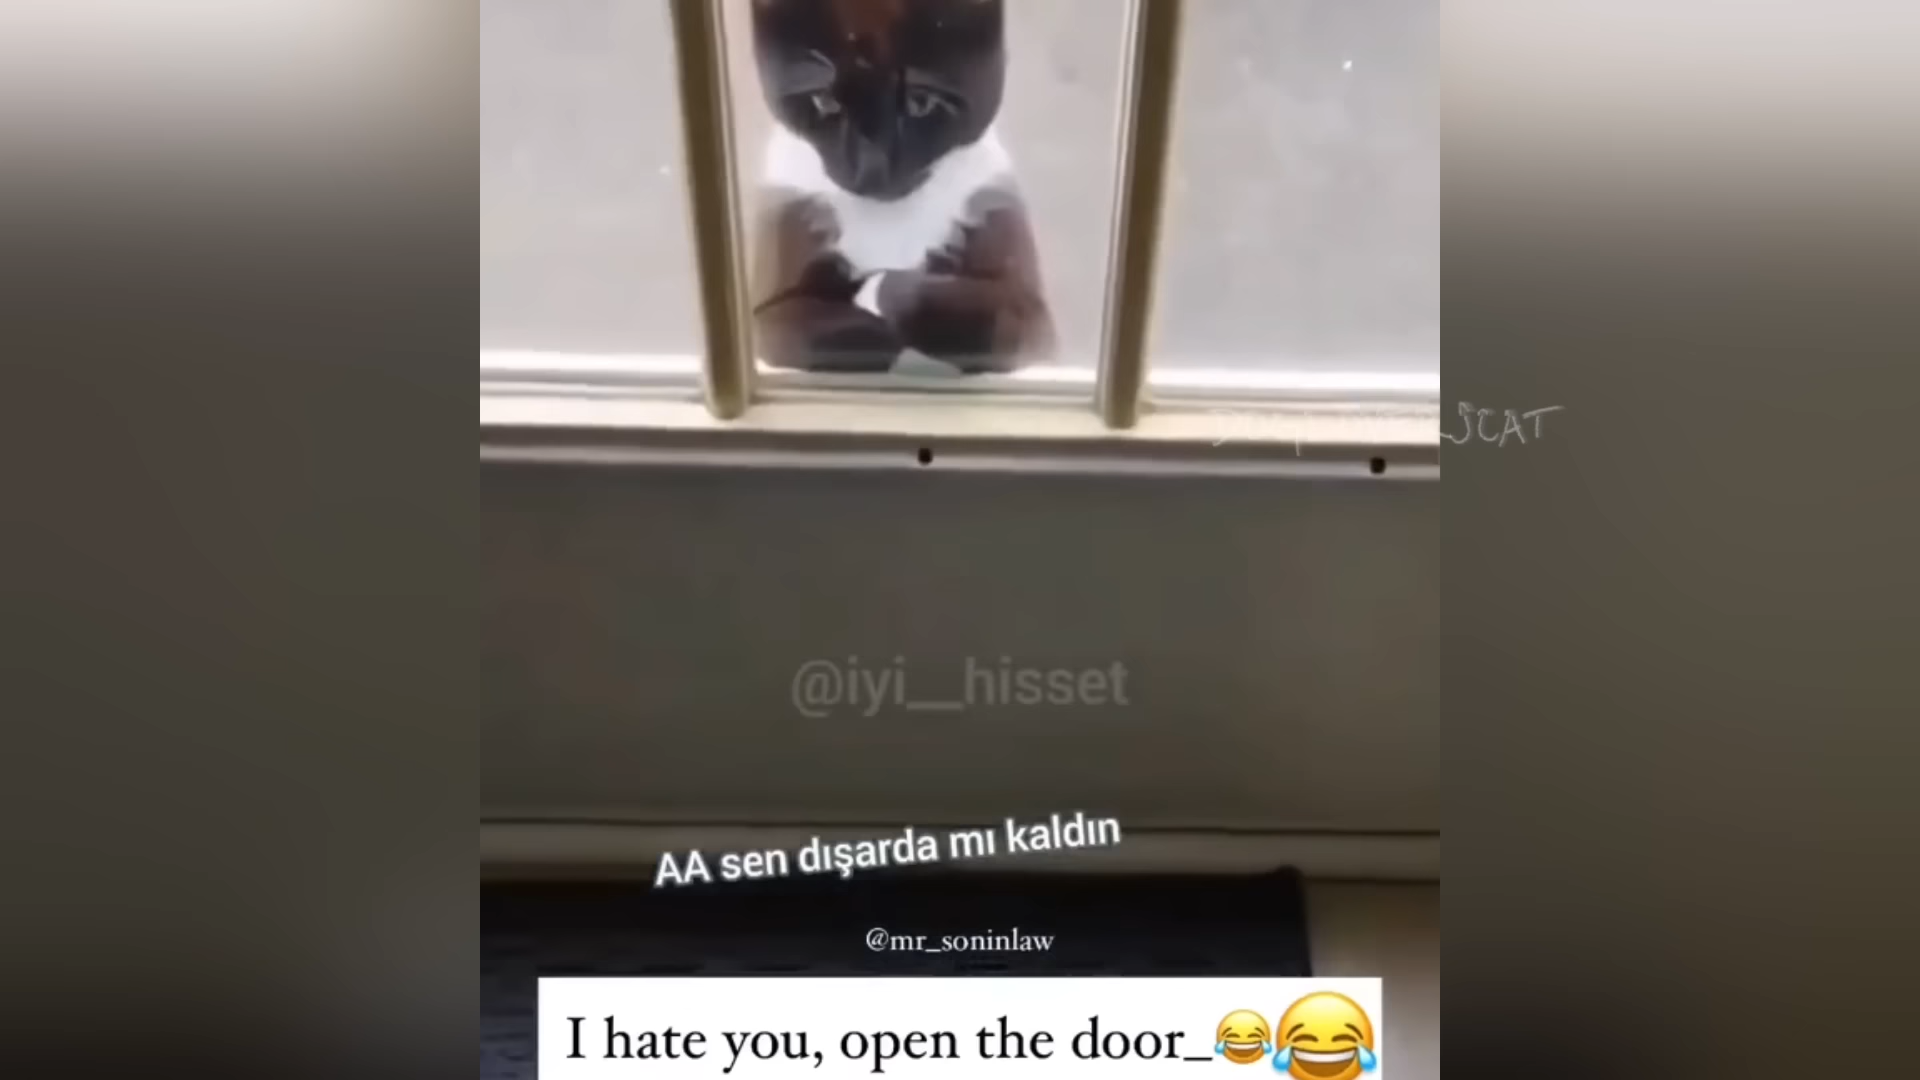 @iyi__hisset
AA sen dışarda mı kaldın
@mr_soninlaw
I hate you, open the door_😂😂